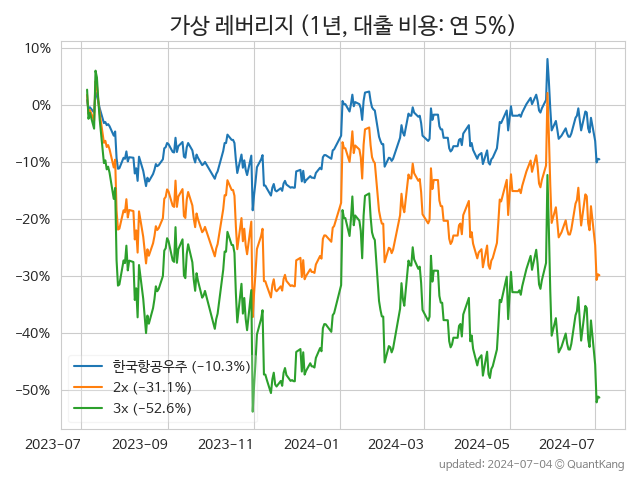 가상 레버리지 (1년, 대출 비용: 연 5%)
10%
0%
−10%
−20%
−30%
−40%
−50%
한국항공우주 (−10.3%)
2x (−31.1%)
3x (−52.6%)
2023-07 2023-09 2023-11 2024-01 2024-03 2024-05 2024-07
updated: 2024-07-04 ⓒ QuantKang